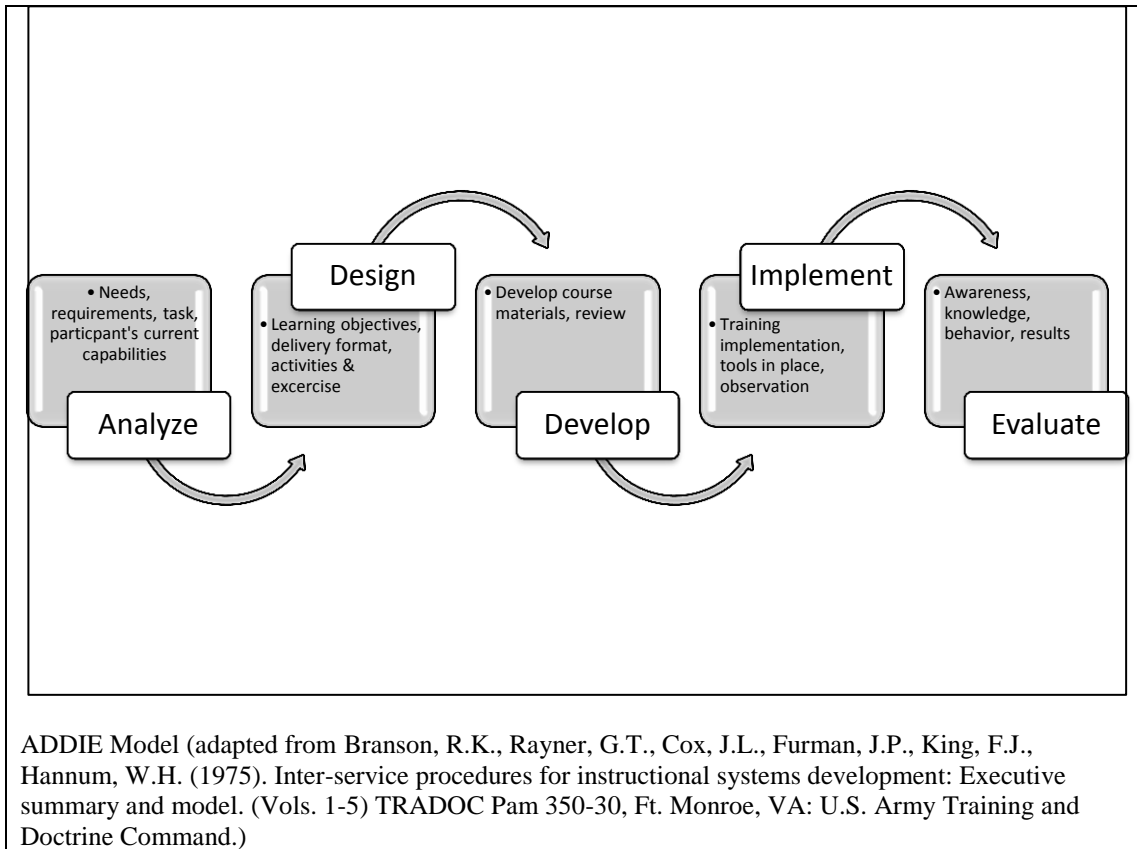 • Needs,
requirements, task,
particpant's current
capabilities
Analyze
Design
• Learning objectives,
delivery format,
activities &
excercise
• Develop course
materials, review
Develop
Implement
• Training
implementation,
tools in place,
observation
• Awareness,
knowledge,
behavior, results
Evaluate
ADDIE Model (adapted from Branson, R.K., Rayner, G.T., Cox, J.L., Furman, J.P., King, F.J.,
Hannum, W.H. (1975). Inter-service procedures for instructional systems development: Executive
summary and model. (Vols. 1-5) TRADOC Pam 350-30, Ft. Monroe, VA: U.S. Army Training and
Doctrine Command.)